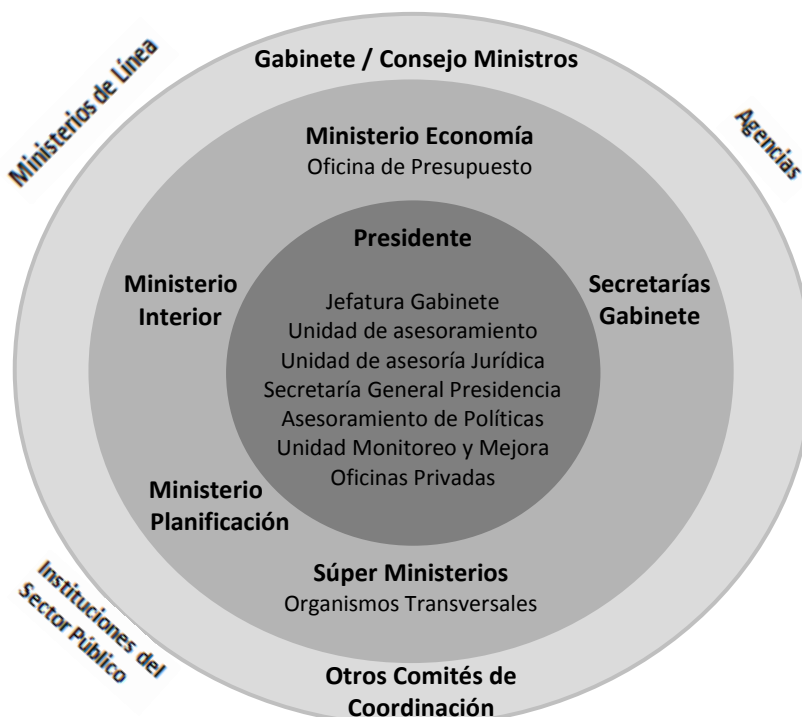 Gabinete / Consejo Ministros
Ministerios de Línea
Agencias
Ministerio Economía
Oficina de Presupuesto
Presidente
Ministerio
Interior
Secretarías
Gabinete
Jefatura Gabinete
Unidad de asesoramiento
Unidad de asesoría Jurídica
Secretaría General Presidencia
Asesoramiento de Políticas
Unidad Monitoreo y Mejora
Oficinas Privadas
Ministerio
Planificación
Súper Ministerios
Organismos Transversales
Instituciones del
Sector Público
Otros Comités de
Coordinación